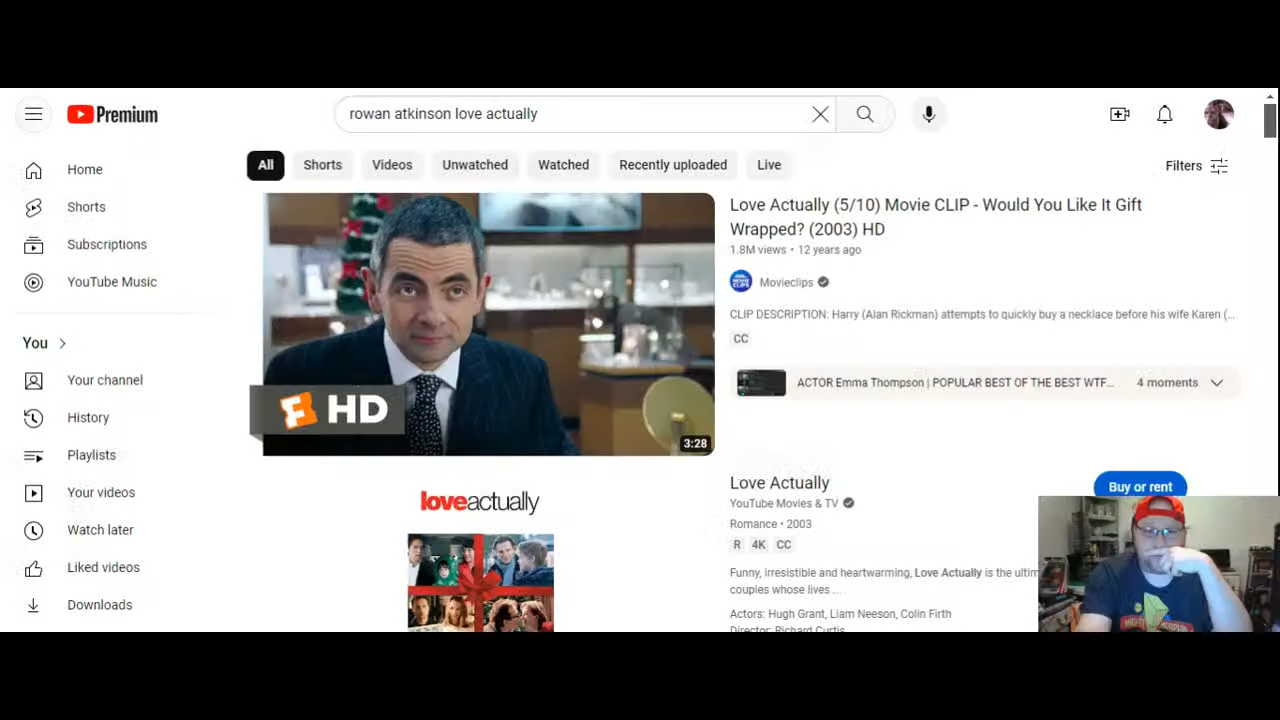 Premium
rowan atkinson love actually
Home
Shorts
Subscriptions
YouTube Music
You
Your channel
History
Playlists
Your videos
Watch later
Liked videos
Downloads
All
Shorts
Videos
Unwatched
Watched
Recently uploaded
Live
Filters
HD
3:28
Love Actually (5/10) Movie CLIP - Would You Like It Gift
Wrapped? (2003) HD
1.8M views • 12 years ago
Movieclips
CLIP DESCRIPTION: Harry (Alan Rickman) attempts to quickly buy a necklace before his wife Karen (...
CC
ACTOR Emma Thompson | POPULAR BEST OF THE BEST WTF...
4 moments
loveactually
Love Actually
Buy or rent
YouTube Movies & TV
Romance • 2003
R 4K CC
Funny, irresistible and heartwarming, Love Actually is the ultim
couples whose lives ...
Actors: Hugh Grant, Liam Neeson, Colin Firth
Director: Richard Curtis